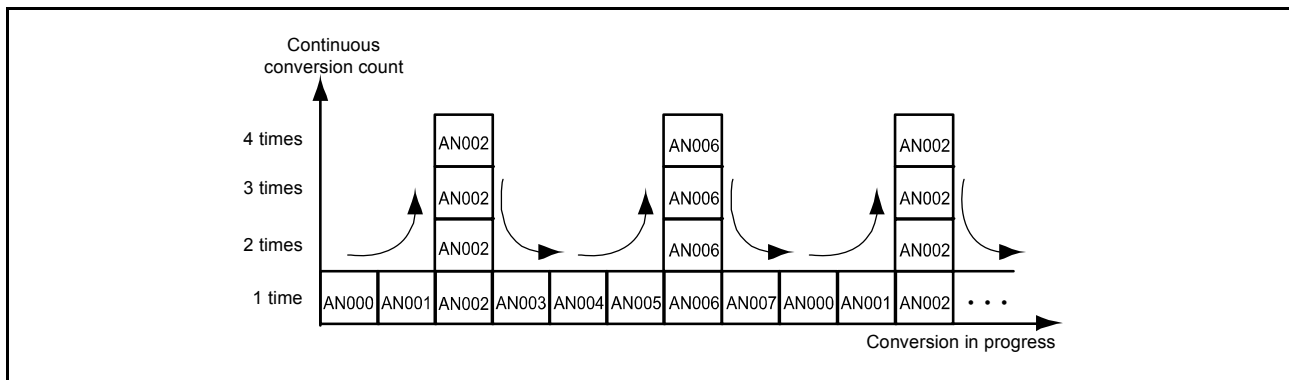 Continuous
conversion count
4 times AN002 AN006 AN002
3 times AN002 AN006 AN002
2 times AN002 AN006 AN002
1 time AN000 AN001 AN002 AN003 AN004 AN005 AN006 AN007 AN000 AN001 AN002 • • •
Conversion in progress